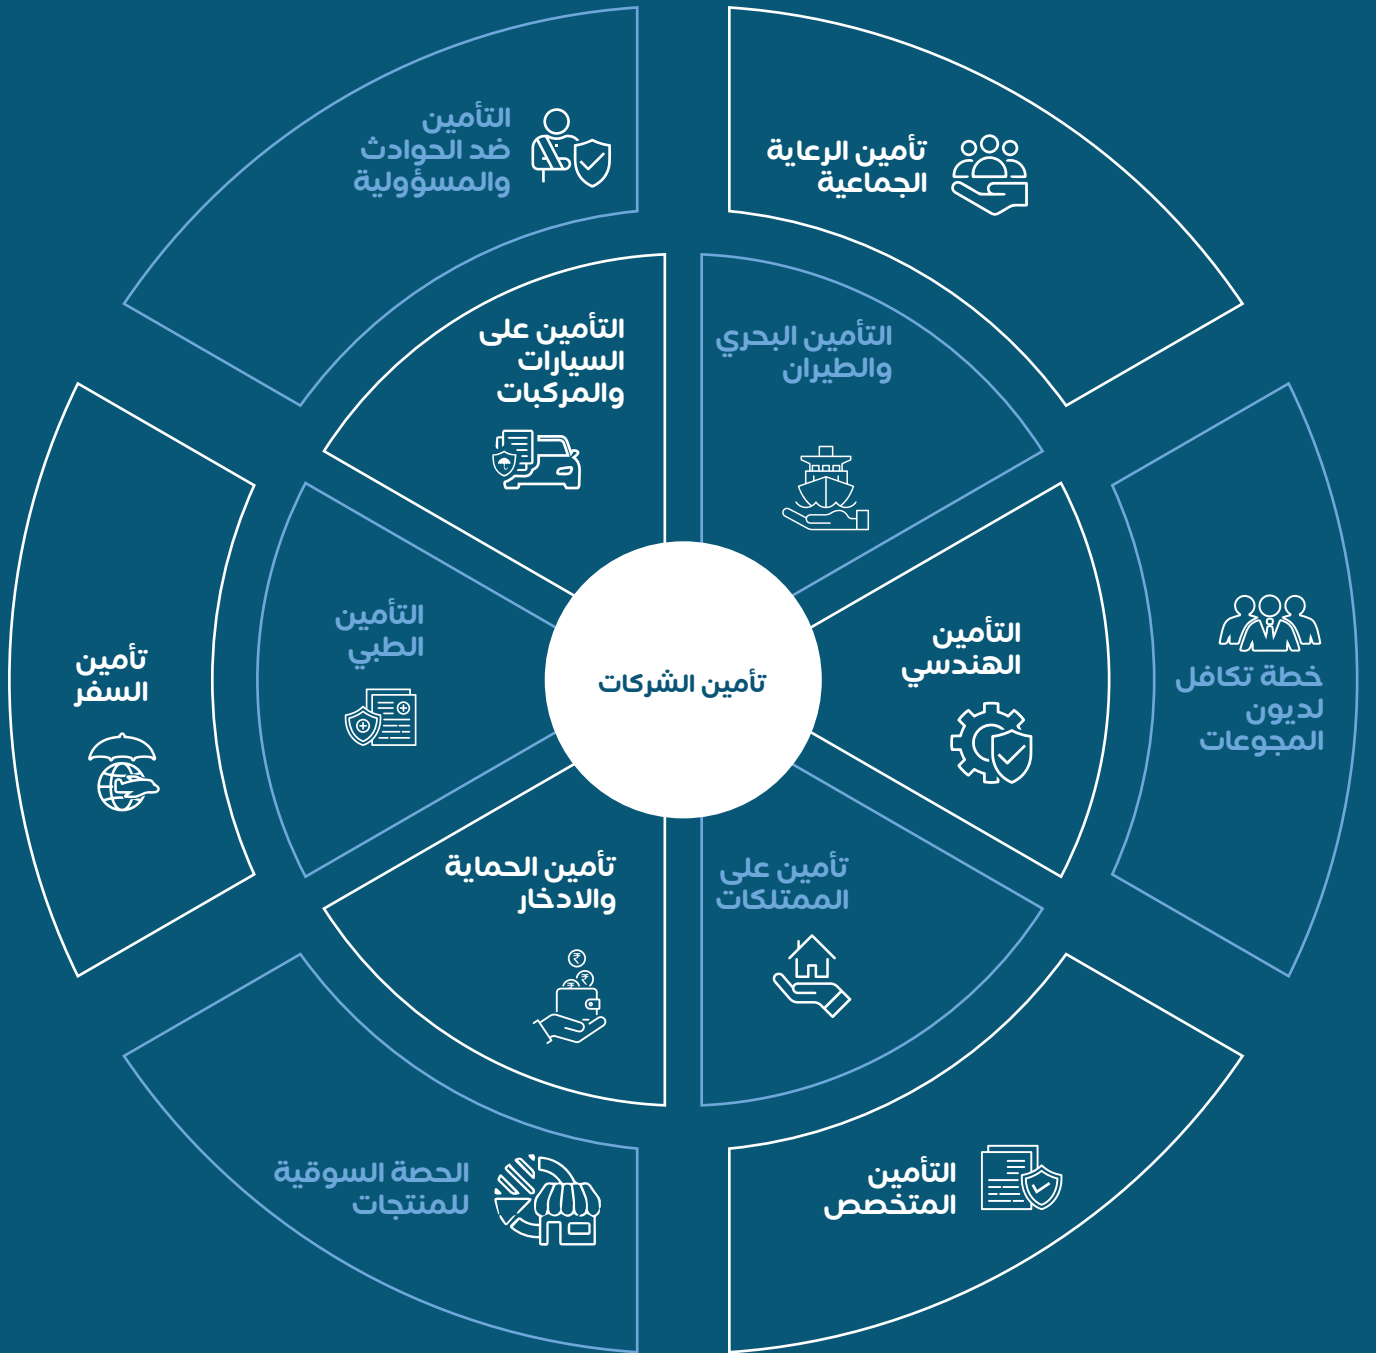 التأمين
ضد الحوادث
والمسؤولية
تأمين الرعاية
الجماعية
التأمين على
السيارات
والمركبات
التأمين البحري
والطيران
التأمين
الطبي
تأمين الشركات
التأمين
الهندسي
خطة تكافل
لديون
المجوعات
تأمين
السفر
تأمين الحماية
والادخار
تأمين على
الممتلكات
الحصة السوقية
للمنتجات
التأمين
المتخصص